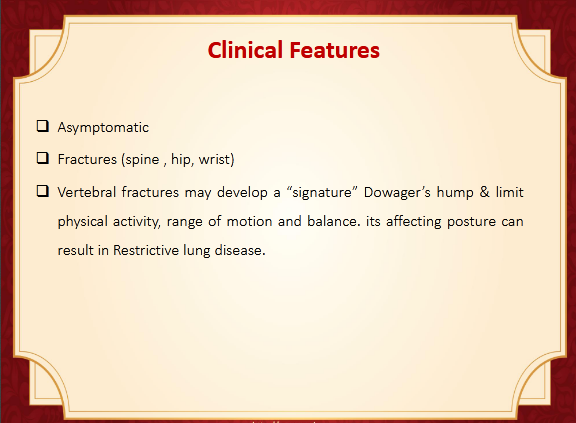 Clinical Features
❑ Asymptomatic
❑ Fractures (spine , hip, wrist)
❑ Vertebral fractures may develop a “signature” Dowager’s hump & limit
physical activity, range of motion and balance. its affecting posture can
result in Restrictive lung disease.